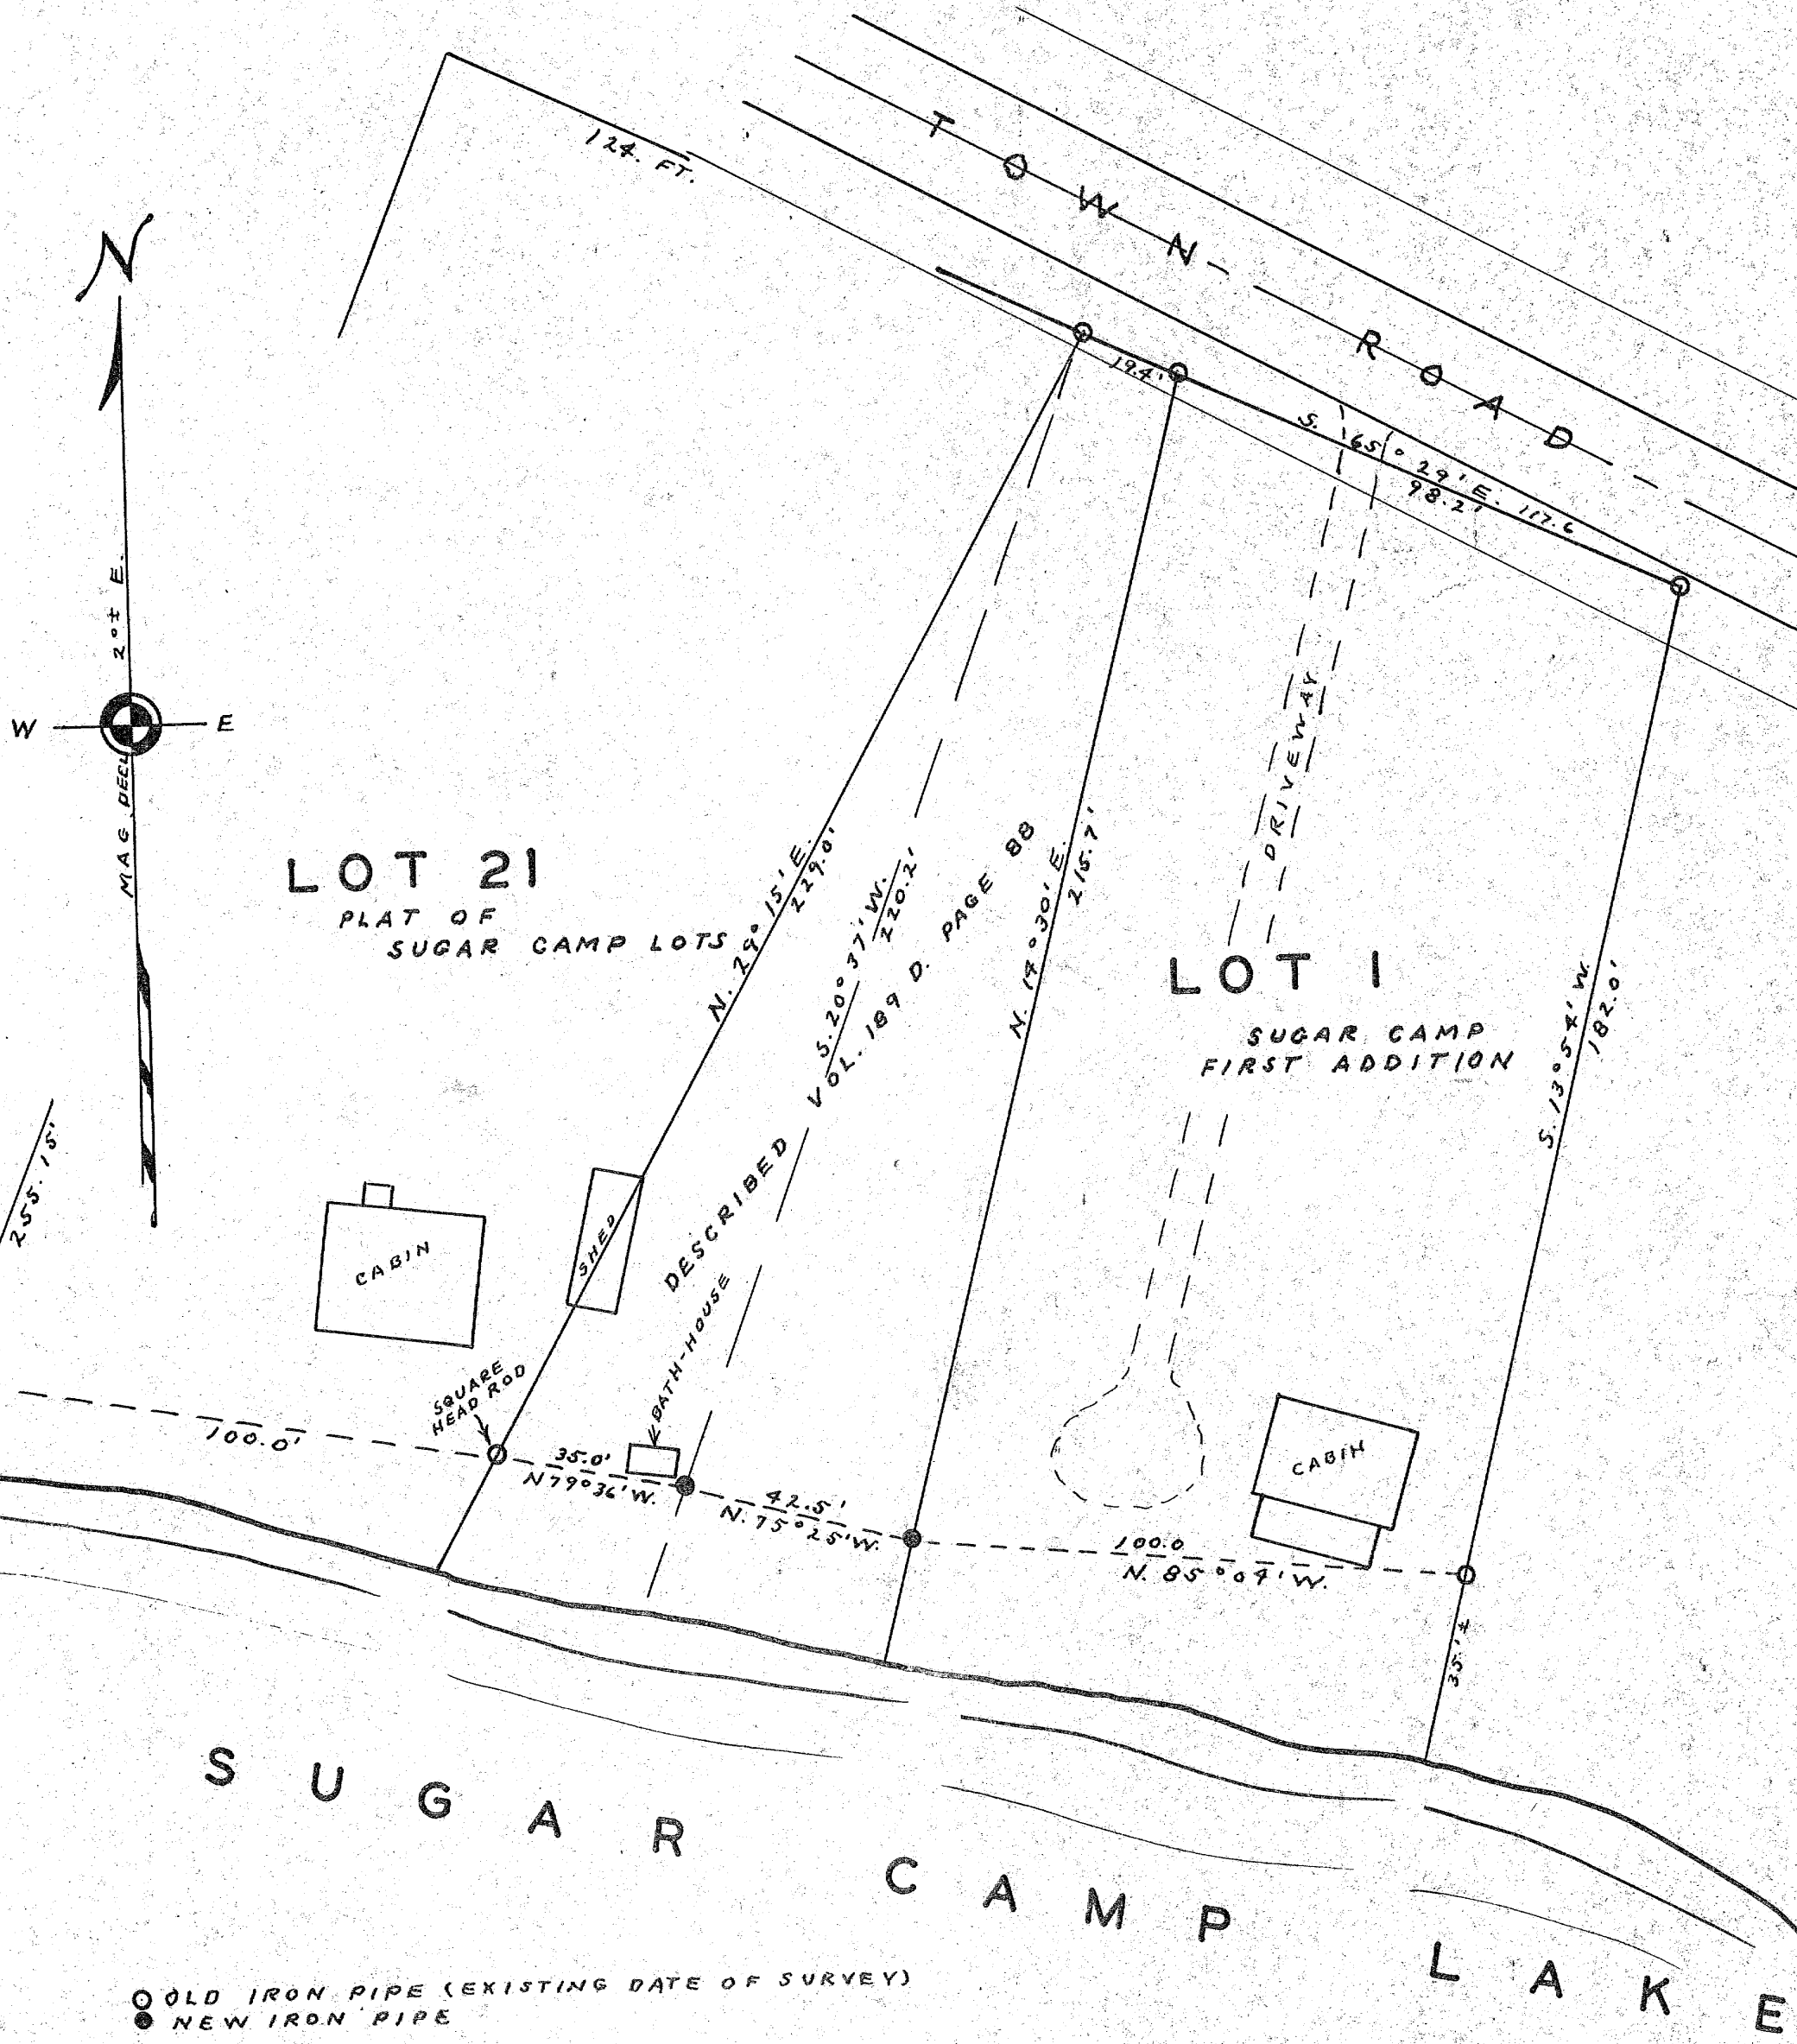 124. FT.
TOWN ROAD
N
19.4'
S. 65° 29' E. 117.6
98.2'
2°± E.
W E
MAG. DECL.
DRIVEWAY
LOT 21
PLAT OF
SUGAR CAMP LOTS
N. 29° 15' E.
229.0'
S. 20° 37' W.
220.2'
DESCRIBED VOL. 189 D. PAGE 88
N. 14° 30' E.
215.7'
LOT 1
SUGAR CAMP
FIRST ADDITION
S. 13° 54' W.
182.0'
255.15'
CABIN
SHED
BATH-HOUSE
SQUARE
HEAD ROD
100.0'
35.0'
N 79° 36' W.
42.5'
N. 75° 25' W.
CABIN
100.0
N. 85° 04' W.
35.'±
SUGAR CAMP LAKE
OLD IRON PIPE (EXISTING DATE OF SURVEY)
NEW IRON PIPE